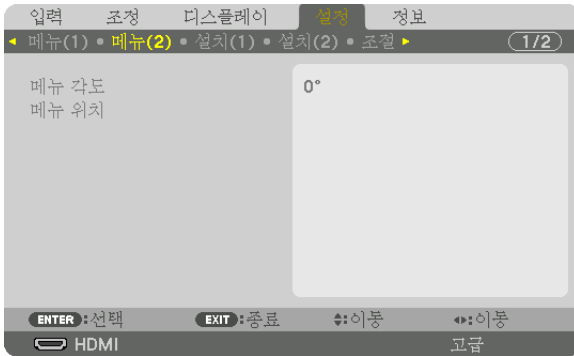 입력 조정 디스플레이 설정 정보
◂ 메뉴(1) • 메뉴(2) • 설치(1) • 설치(2) • 조절 ▸ 1/2
메뉴 각도 0°
메뉴 위치
ENTER:선택 EXIT:종료 ♦:이동 ◂▸:이동
HDMI 고급